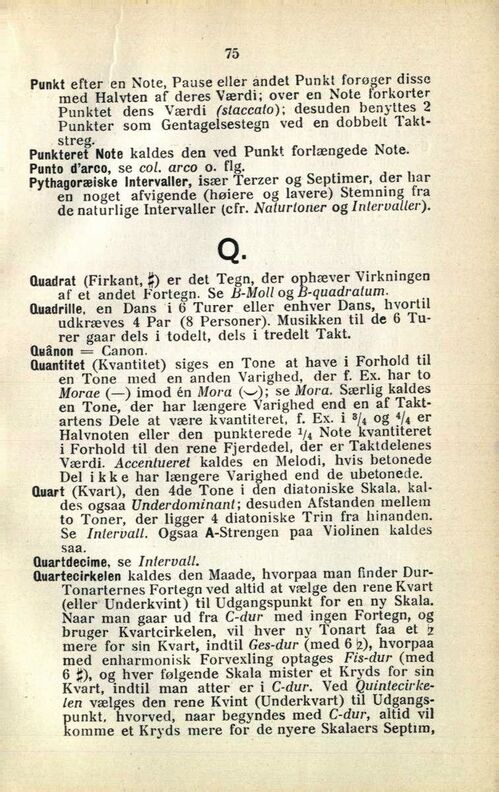 75
Punkt efter en Note, Pause eller andet Punkt forøger disse
med Halvten af deres Værdi; over en Note forkorter
Punktet dens Værdi (staccato); desuden benyttes 2
Punkter som Gentagelsestegn ved en dobbelt Takt-
streg.
Punkteret Note kaldes den ved Punkt forlængede Note.
Punto d'arco, se col. arco o. flg.
Pythagoræiske Intervaller, især Terzer og Septimer, der har
en noget afvigende (høiere og lavere) Stemning fra
de naturlige Intervaller (cfr. Naturtoner og Intervaller).
Q.
Quadrat (Firkant, ♮) er det Tegn, der ophæver Virkningen
af et andet Fortegn. Se B-Moll og B-quadratum.
Quadrille, en Dans i 6 Turer eller enhver Dans, hvortil
udkræves 4 Par (8 Personer). Musikken til de 6 Tu-
rer gaar dels i todelt, dels i tredelt Takt.
Quânon = Canon.
Quantitet (Kvantitet) siges en Tone at have i Forhold til
en Tone med en anden Varighed, der f. Ex. har to
Morae (—) imod én Mora (◡); se Mora. Særlig kaldes
en Tone, der har længere Varighed end en af Takt-
artens Dele at være kvantiteret, f. Ex. i 3/4 og 4/4 er
Halvnoten eller den punkterede 1/4 Note kvantiteret
i Forhold til den rene Fjerdedel, der er Taktdelenes
Værdi. Accentueret kaldes en Melodi, hvis betonede
Del ikke har længere Varighed end de ubetonede.
Quart (Kvart), den 4de Tone i den diatoniske Skala, kal-
des ogsaa Underdominant; desuden Afstanden mellem
to Toner, der ligger 4 diatoniske Trin fra hinanden.
Se Intervall. Ogsaa A-Strengen paa Violinen kaldes
saa.
Quartdecime, se Intervall.
Quartecirkelen kaldes den Maade, hvorpaa man finder Dur-
Tonarternes Fortegn ved altid at vælge den rene Kvart
(eller Underkvint) til Udgangspunkt for en ny Skala.
Naar man gaar ud fra C-dur med ingen Fortegn, og
bruger Kvartcirkelen, vil hver ny Tonart faa et ♭
mere for sin Kvart, indtil Ges-dur (med 6 ♭), hvorpaa
med enharmonisk Forvexling optages Fis-dur (med
6 ♯), og hver følgende Skala mister et Kryds for sin
Kvart, indtil man atter er i C-dur. Ved Quintecirke-
len vælges den rene Kvint (Underkvart) til Udgangs-
punkt, hvorved, naar begyndes med C-dur, altid vil
komme et Kryds mere for de nyere Skalaers Septim,